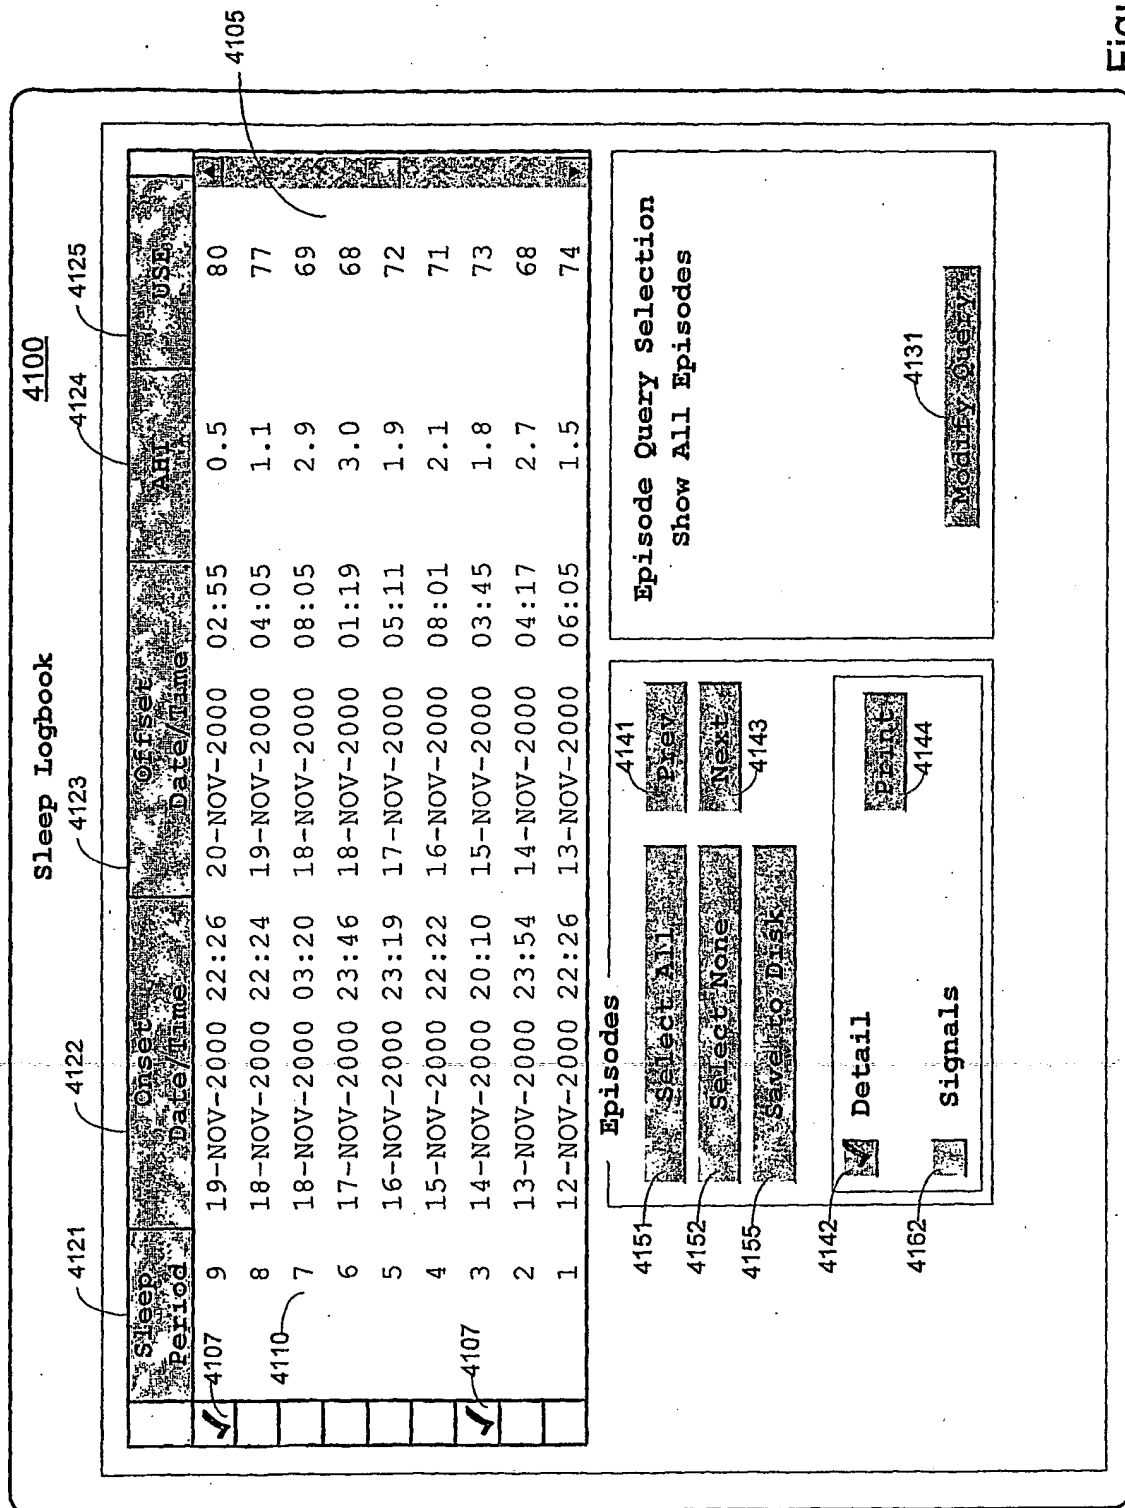 4100
Sleep Logbook
4121 4122 4123 4124 4125
Sleep Period Onset Date/Time Offset Date/Time AHI USE
9 19-NOV-2000 22:26 20-NOV-2000 02:55 0.5 80
8 18-NOV-2000 22:24 19-NOV-2000 04:05 1.1 77
7 18-NOV-2000 03:20 18-NOV-2000 08:05 2.9 69
6 17-NOV-2000 23:46 18-NOV-2000 01:19 3.0 68
5 16-NOV-2000 23:19 17-NOV-2000 05:11 1.9 72
4 15-NOV-2000 22:22 16-NOV-2000 08:01 2.1 71
3 14-NOV-2000 20:10 15-NOV-2000 03:45 1.8 73
2 13-NOV-2000 23:54 14-NOV-2000 04:17 2.7 68
1 12-NOV-2000 22:26 13-NOV-2000 06:05 1.5 74
4107
4110
4107
4105
Episodes
4151 Select All
4152 Select None
4155 Save to Disk
4141 Prev
Next 4143
4142 Detail
4162 Signals
Print 4144
Episode Query Selection
Show All Episodes
4131
Modify Query